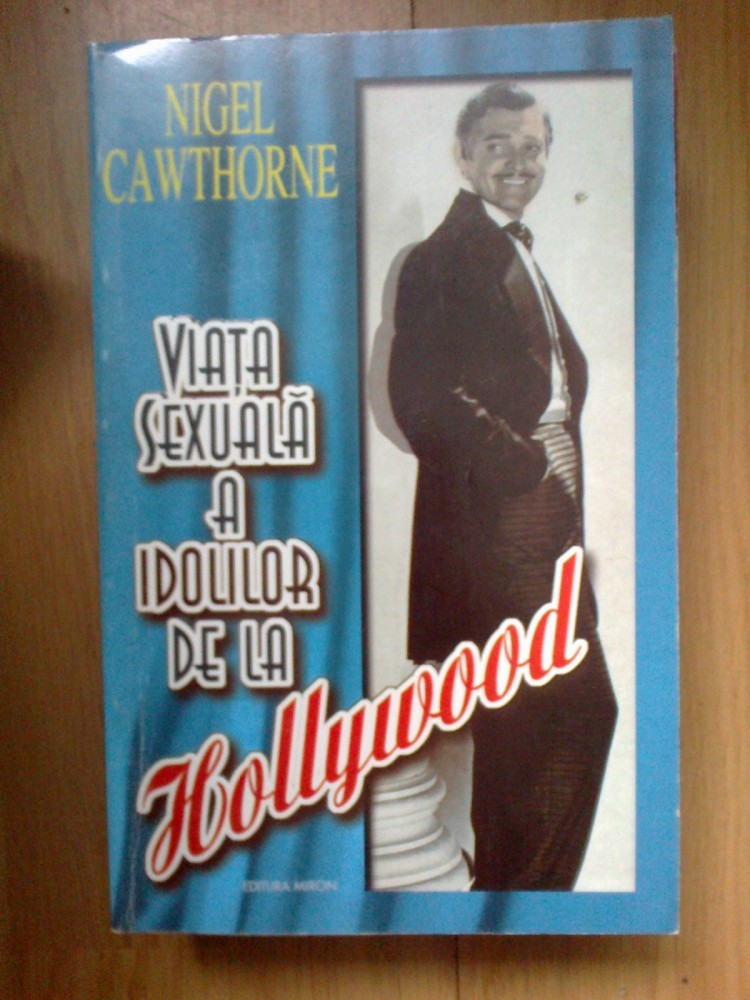 NIGEL
CAWTHORNE
VIAȚA
SEXUALĂ
A
IDOLILOR
DE LA
Hollywood
EDITURA MIRON